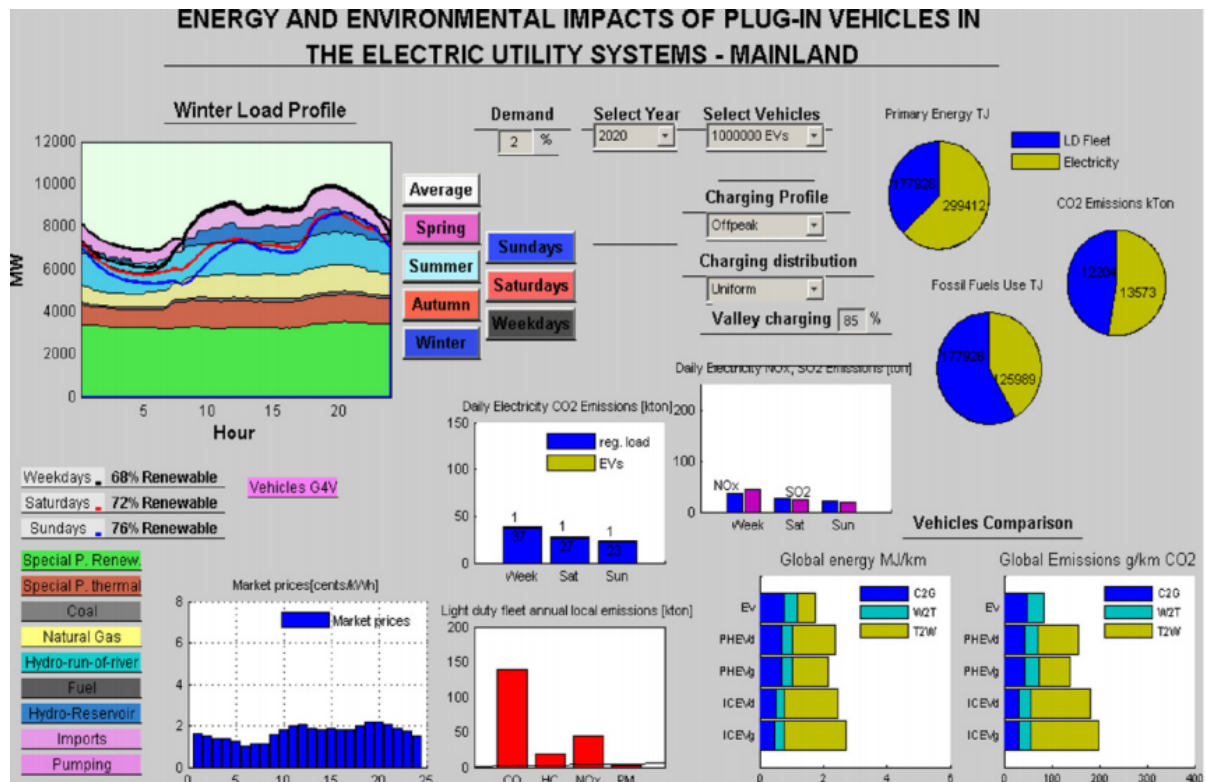 ENERGY AND ENVIRONMENTAL IMPACTS OF PLUG-IN VEHICLES IN
THE ELECTRIC UTILITY SYSTEMS - MAINLAND
Winter Load Profile
12000
10000
8000
6000
4000
2000
0
MW
5 10 15 20
Hour
Average
Spring
Summer
Autumn
Winter
Sundays
Saturdays
Weekdays
Demand
2 %
Select Year
2020
Select Vehicles
1000000 EVs
Charging Profile
Offpeak
Charging distribution
Uniform
Valley charging 85 %
Primary Energy TJ
177926
299412
LD Fleet
Electricity
CO2 Emissions kTon
12204
13573
Fossil Fuels Use TJ
177926
125989
Weekdays 68% Renewable
Saturdays 72% Renewable
Sundays 76% Renewable
Vehicles G4V
Special P. Renew.
Special P. thermal
Coal
Natural Gas
Hydro-run-of-river
Fuel
Hydro-Reservoir
Imports
Pumping
Daily Electricity CO2 Emissions [kton]
150
100
50
0
reg. load
EVs
1 1 1
37 27 23
Week Sat Sun
Daily Electricity NOx, SO2 Emissions [ton]
200
100
0
NOx SO2
Week Sat Sun
Market prices[cents/kWh]
8
6
4
2
0
Market prices
0 5 10 15 20 25
Light duty fleet annual local emissions [kton]
200
150
100
50
0
CO HC NOx PM
Vehicles Comparison
Global energy MJ/km
C2G
W2T
T2W
EV
PHEVd
PHEVg
ICEVd
ICEVg
0 2 4 6
Global Emissions g/km CO2
C2G
W2T
T2W
EV
PHEVd
PHEVg
ICEVd
ICEVg
0 100 200 300 400